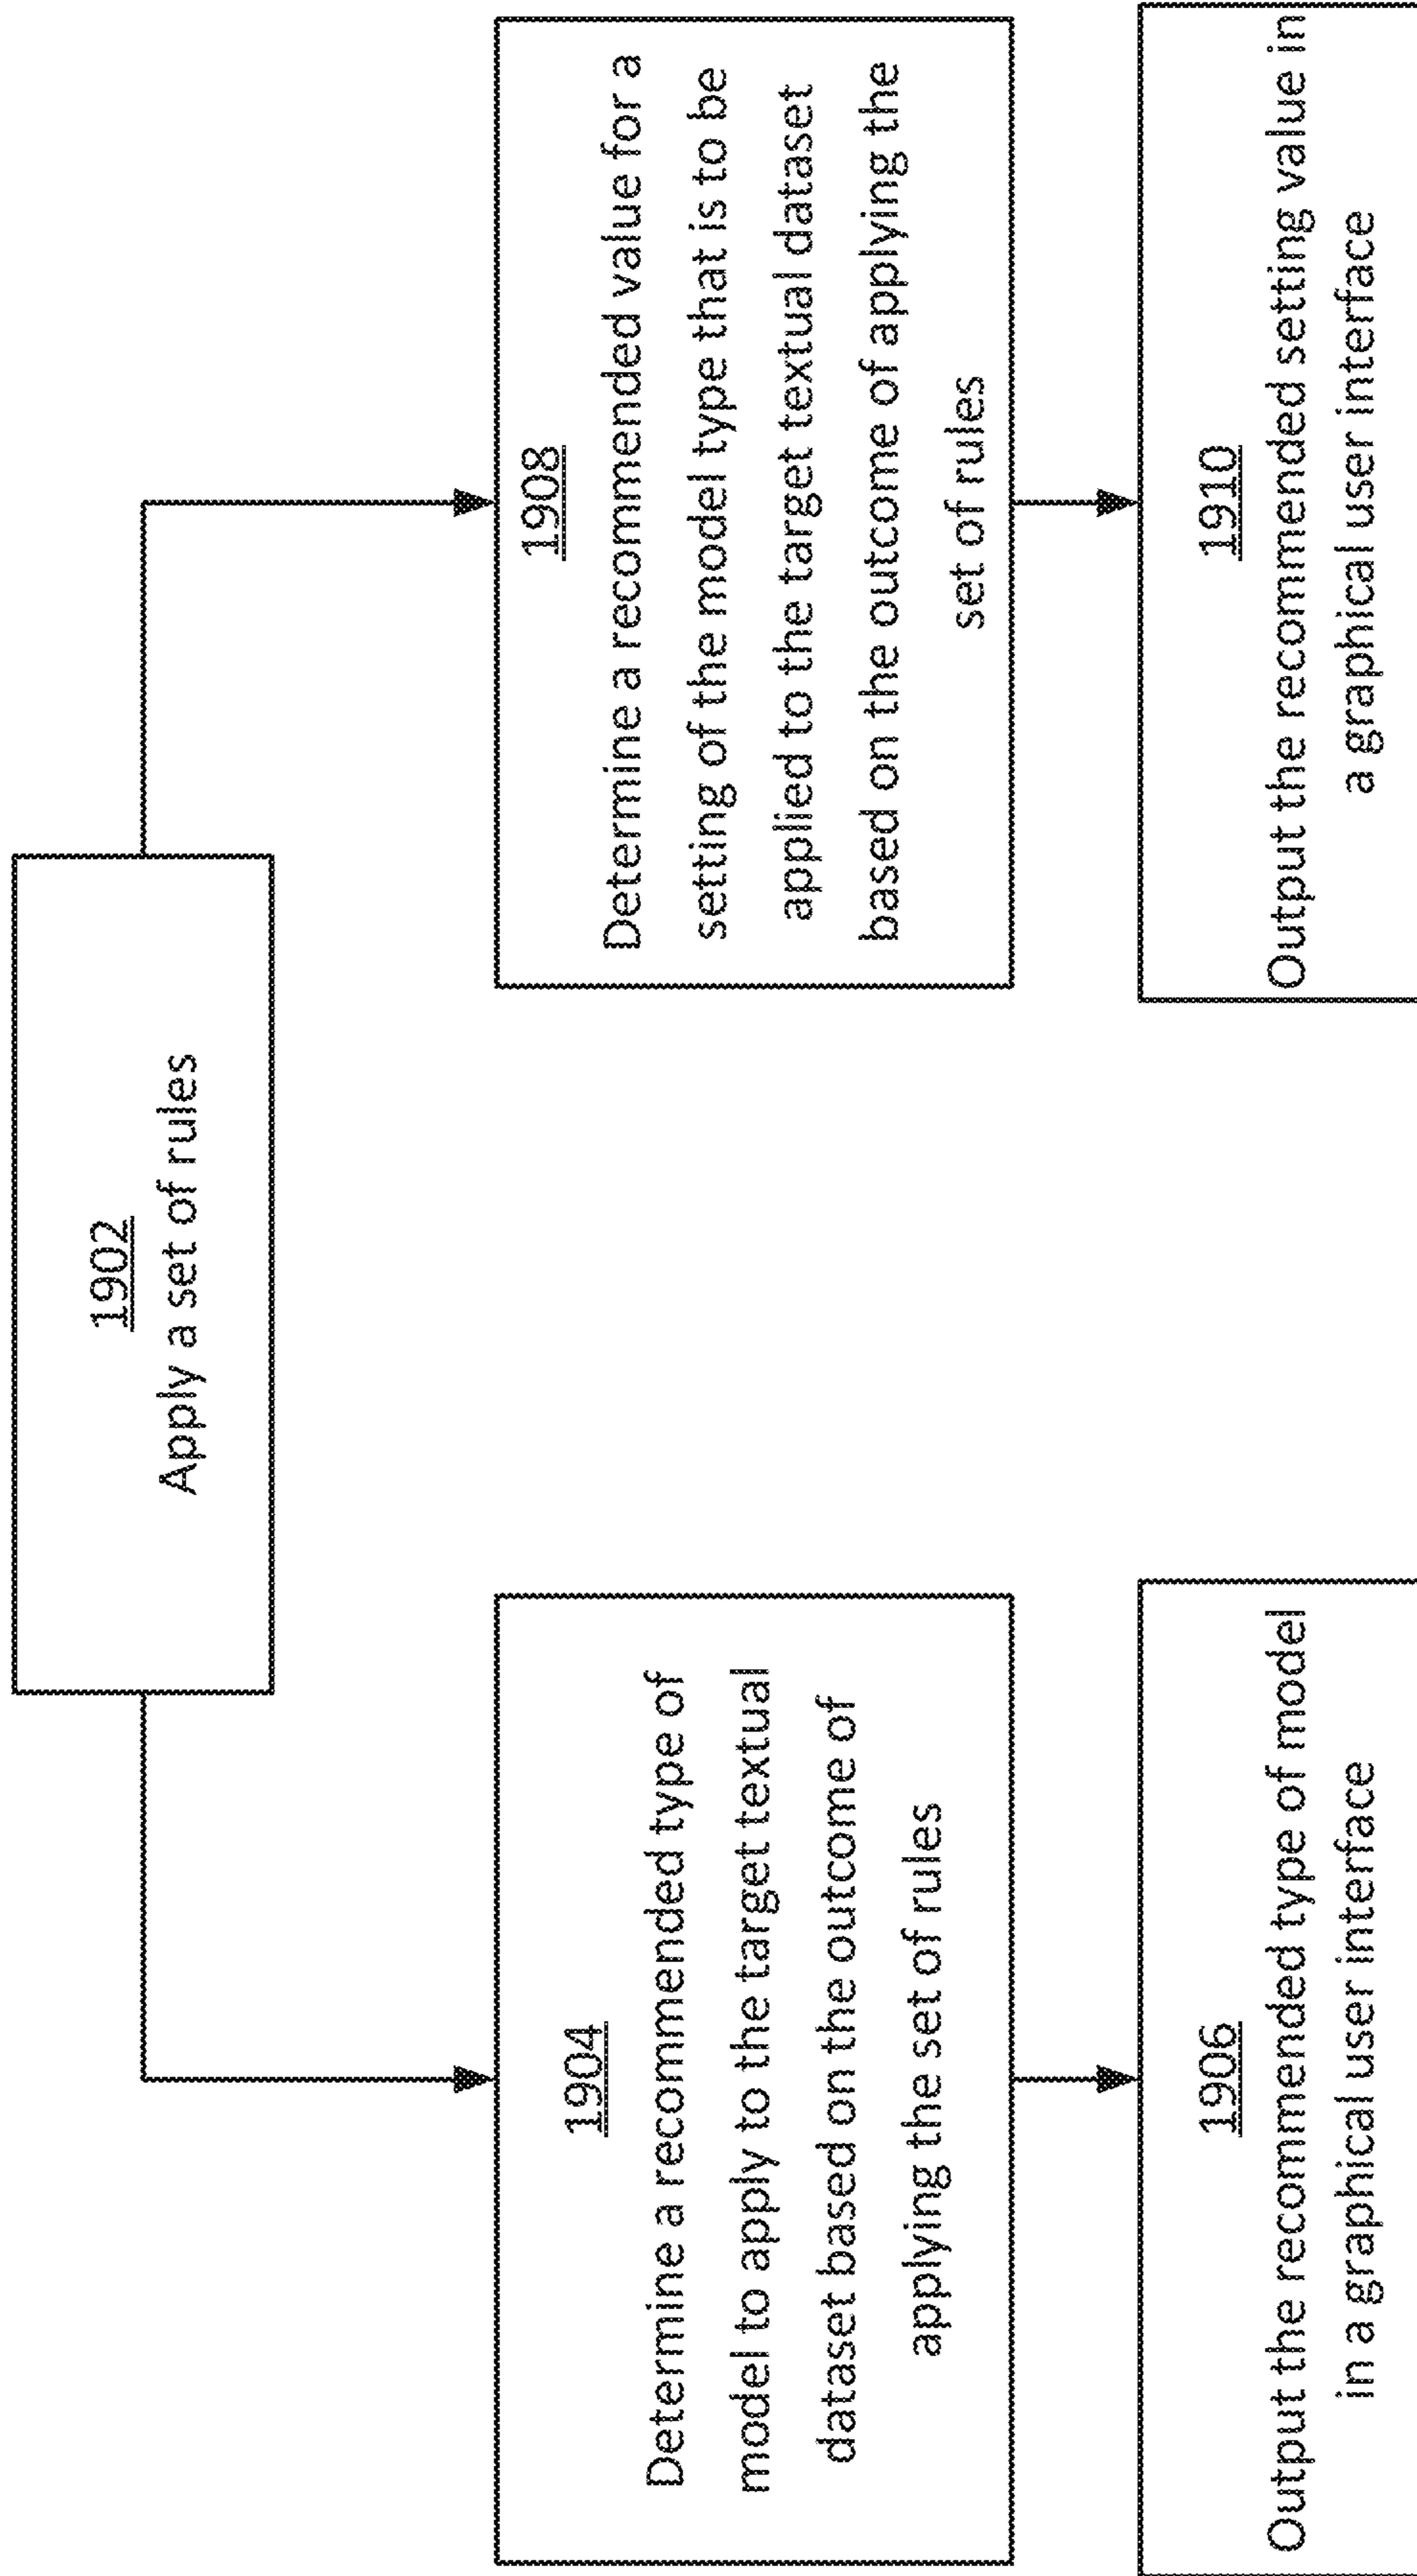 1902
Apply a set of rules
1904
Determine a recommended type of
model to apply to the target textual
dataset based on the outcome of
applying the set of rules
1908
Determine a recommended value for a
setting of the model type that is to be
applied to the target textual dataset
based on the outcome of applying the
set of rules
1906
Output the recommended type of model
in a graphical user interface
1910
Output the recommended setting value in
a graphical user interface